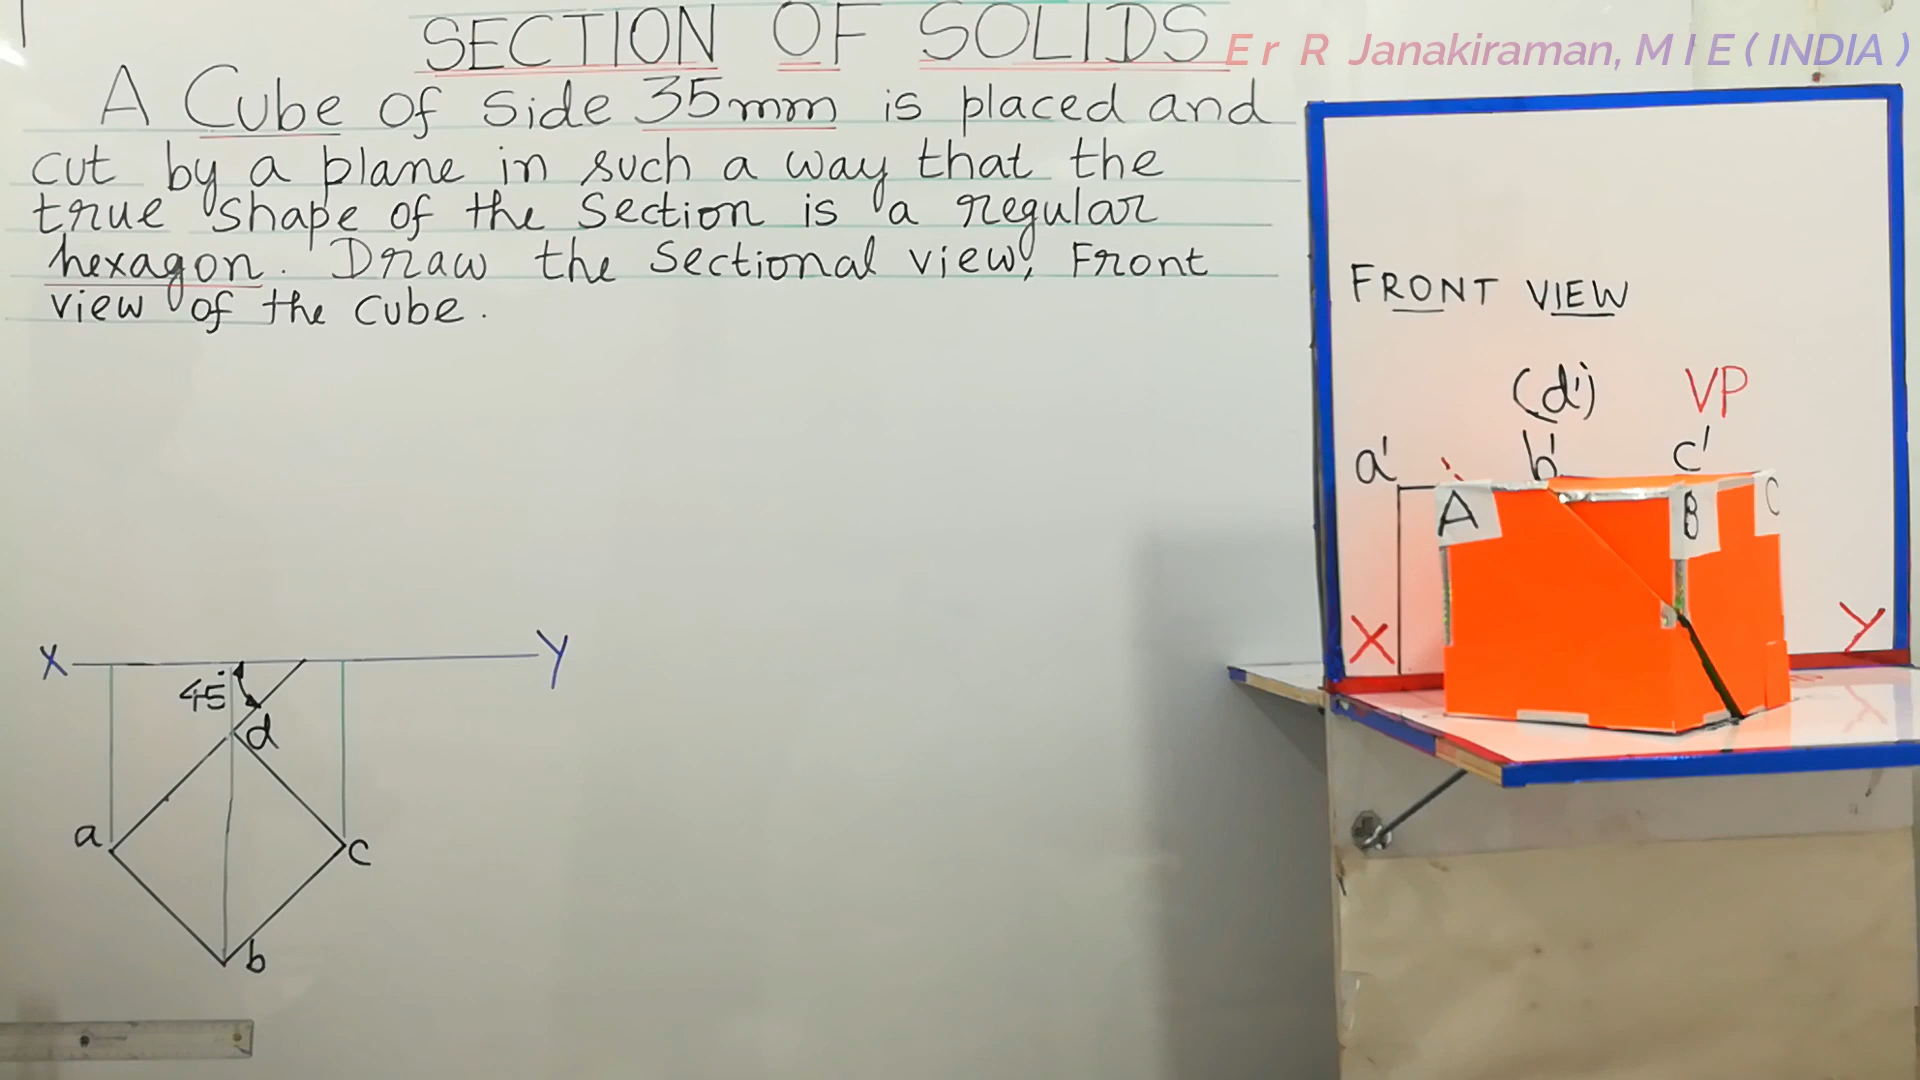 SECTION OF SOLIDS
Er R Janakiraman, M I E ( INDIA )
A Cube of Side 35mm is placed and
cut by a plane in such a way that the
true shape of the Section is a regular
hexagon. Draw the Sectional view, Front
view of the cube.
FRONT VIEW
(d') VP
a' b' c'
A B C
X Y
X Y
45°
d
a c
b